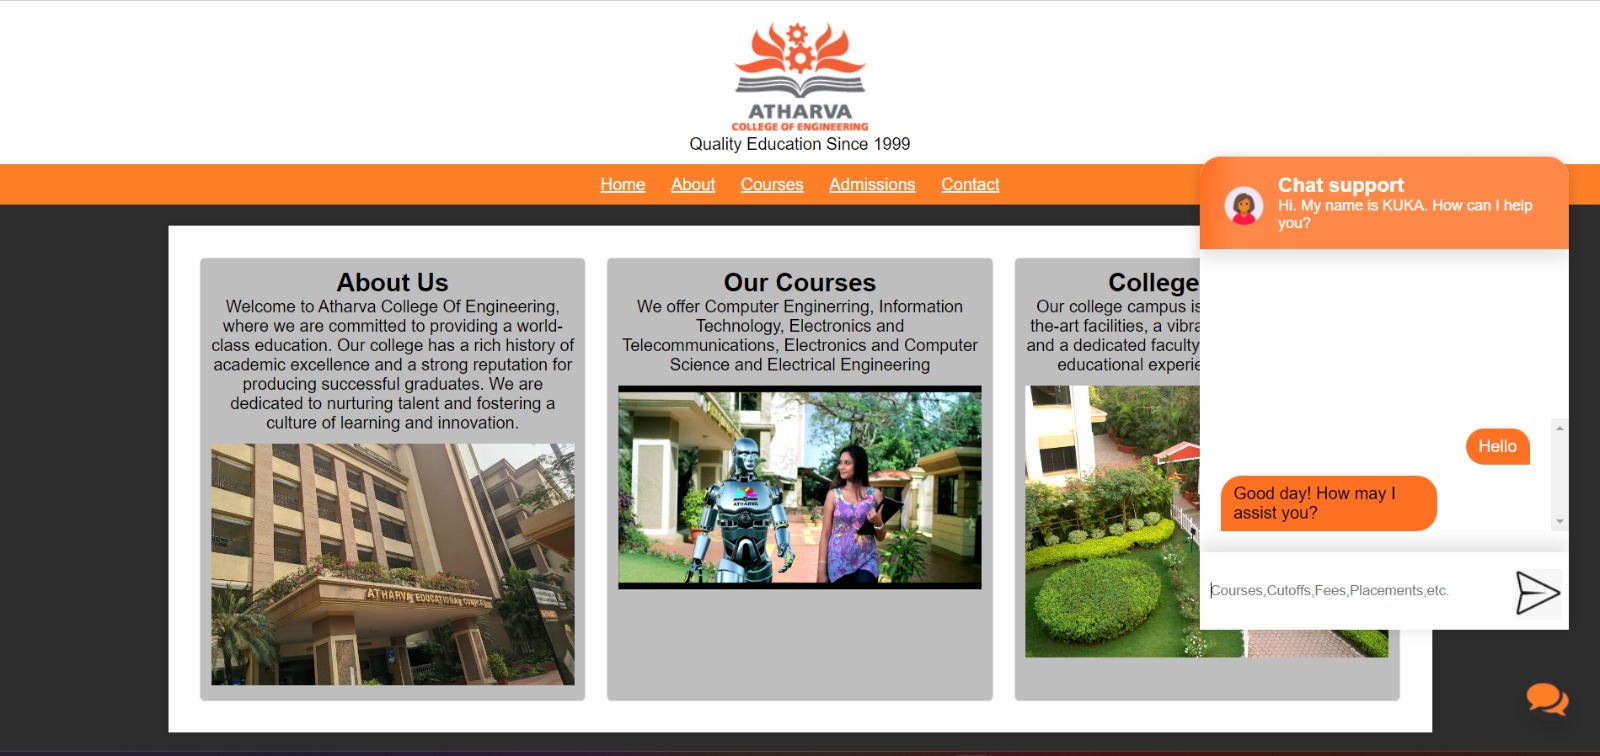 ATHARVA
COLLEGE OF ENGINEERING
Quality Education Since 1999
Home About Courses Admissions Contact
About Us
Welcome to Atharva College Of Engineering,
where we are committed to providing a world-
class education. Our college has a rich history of
academic excellence and a strong reputation for
producing successful graduates. We are
dedicated to nurturing talent and fostering a
culture of learning and innovation.
ATHARVA EDUCATIONAL COMPLEX
Our Courses
We offer Computer Enginerring, Information
Technology, Electronics and
Telecommunications, Electronics and Computer
Science and Electrical Engineering
ATHARVA
College
Our college campus is
the-art facilities, a vibra
and a dedicated faculty
educational experie
Chat support
Hi. My name is KUKA. How can I help
you?
Hello
Good day! How may I
assist you?
Courses,Cutoffs,Fees,Placements,etc.